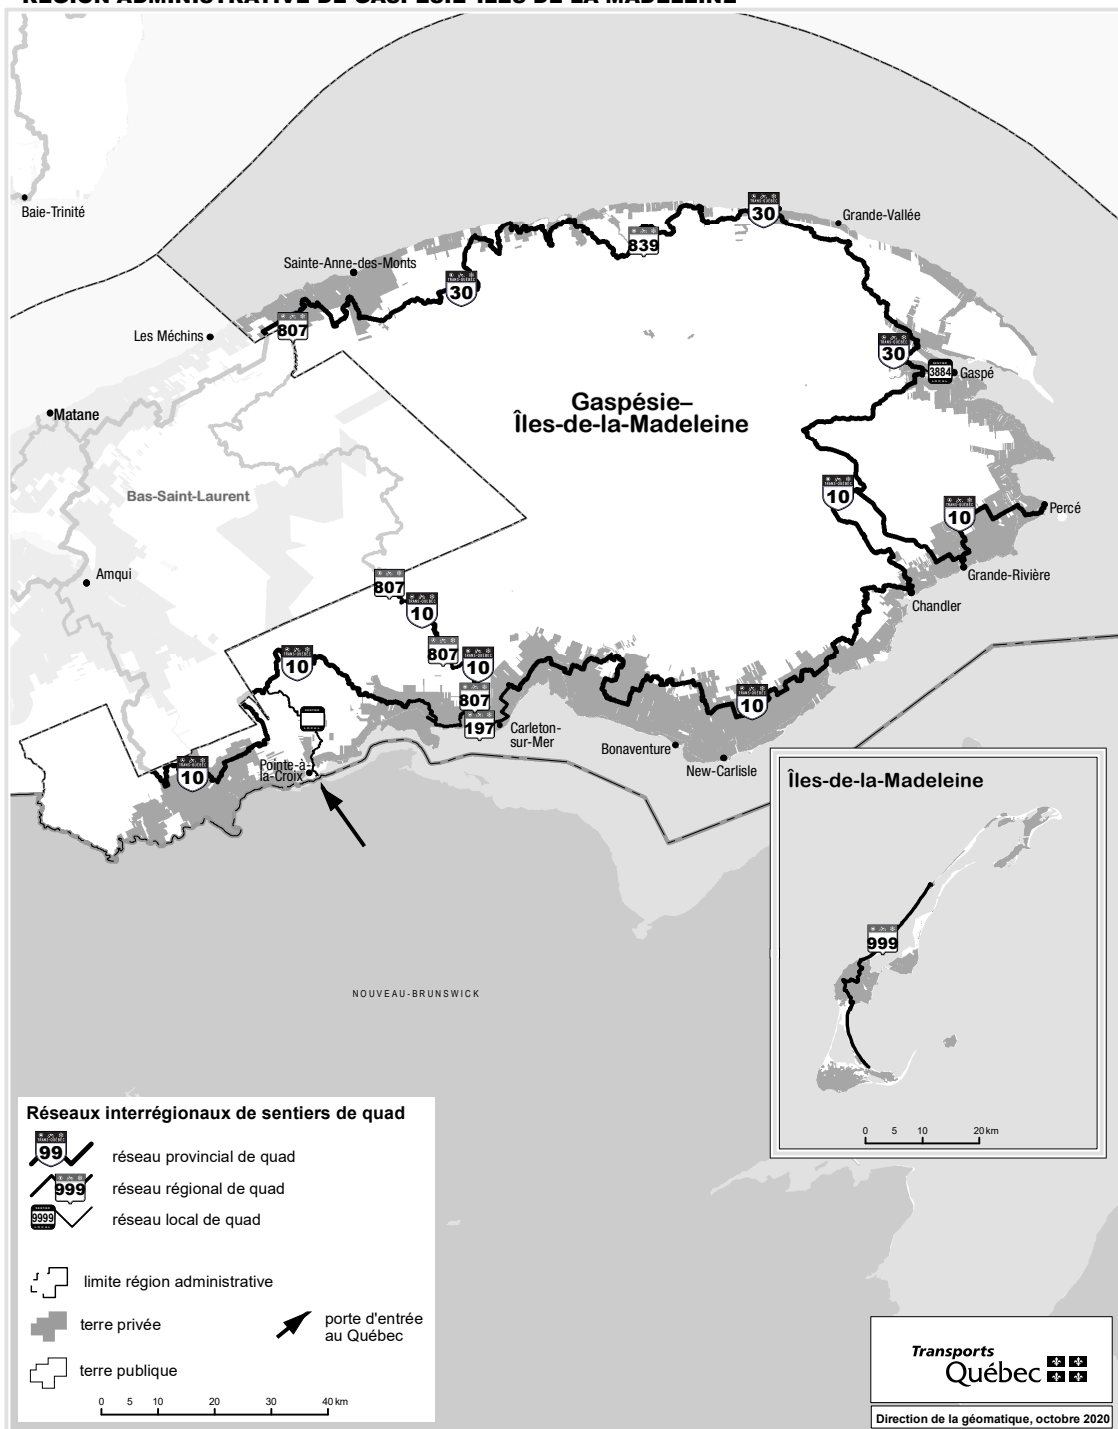 RÉGION ADMINISTRATIVE DE GASPÉSIE–ÎLES-DE-LA-MADELEINE
Baie-Trinité
30
Grande-Vallée
839
Sainte-Anne-des-Monts
30
807
Les Méchins
30
3884
Gaspé
Gaspésie–
Îles-de-la-Madeleine
Matane
Bas-Saint-Laurent
10
10
Percé
Amqui
807
Grande-Rivière
10
Chandler
807
10
10
807
10
197
Carleton-
sur-Mer
Bonaventure
New-Carlisle
Pointe-à-
la-Croix
10
Îles-de-la-Madeleine
999
0 5 10 20 km
NOUVEAU-BRUNSWICK
Réseaux interrégionaux de sentiers de quad
TRANS-QUÉBEC
99
réseau provincial de quad
999
réseau régional de quad
SENTIER
9999
LOCAL
réseau local de quad
limite région administrative
terre privée
porte d'entrée
au Québec
terre publique
0 5 10 20 30 40 km
Transports
Québec
Direction de la géomatique, octobre 2020